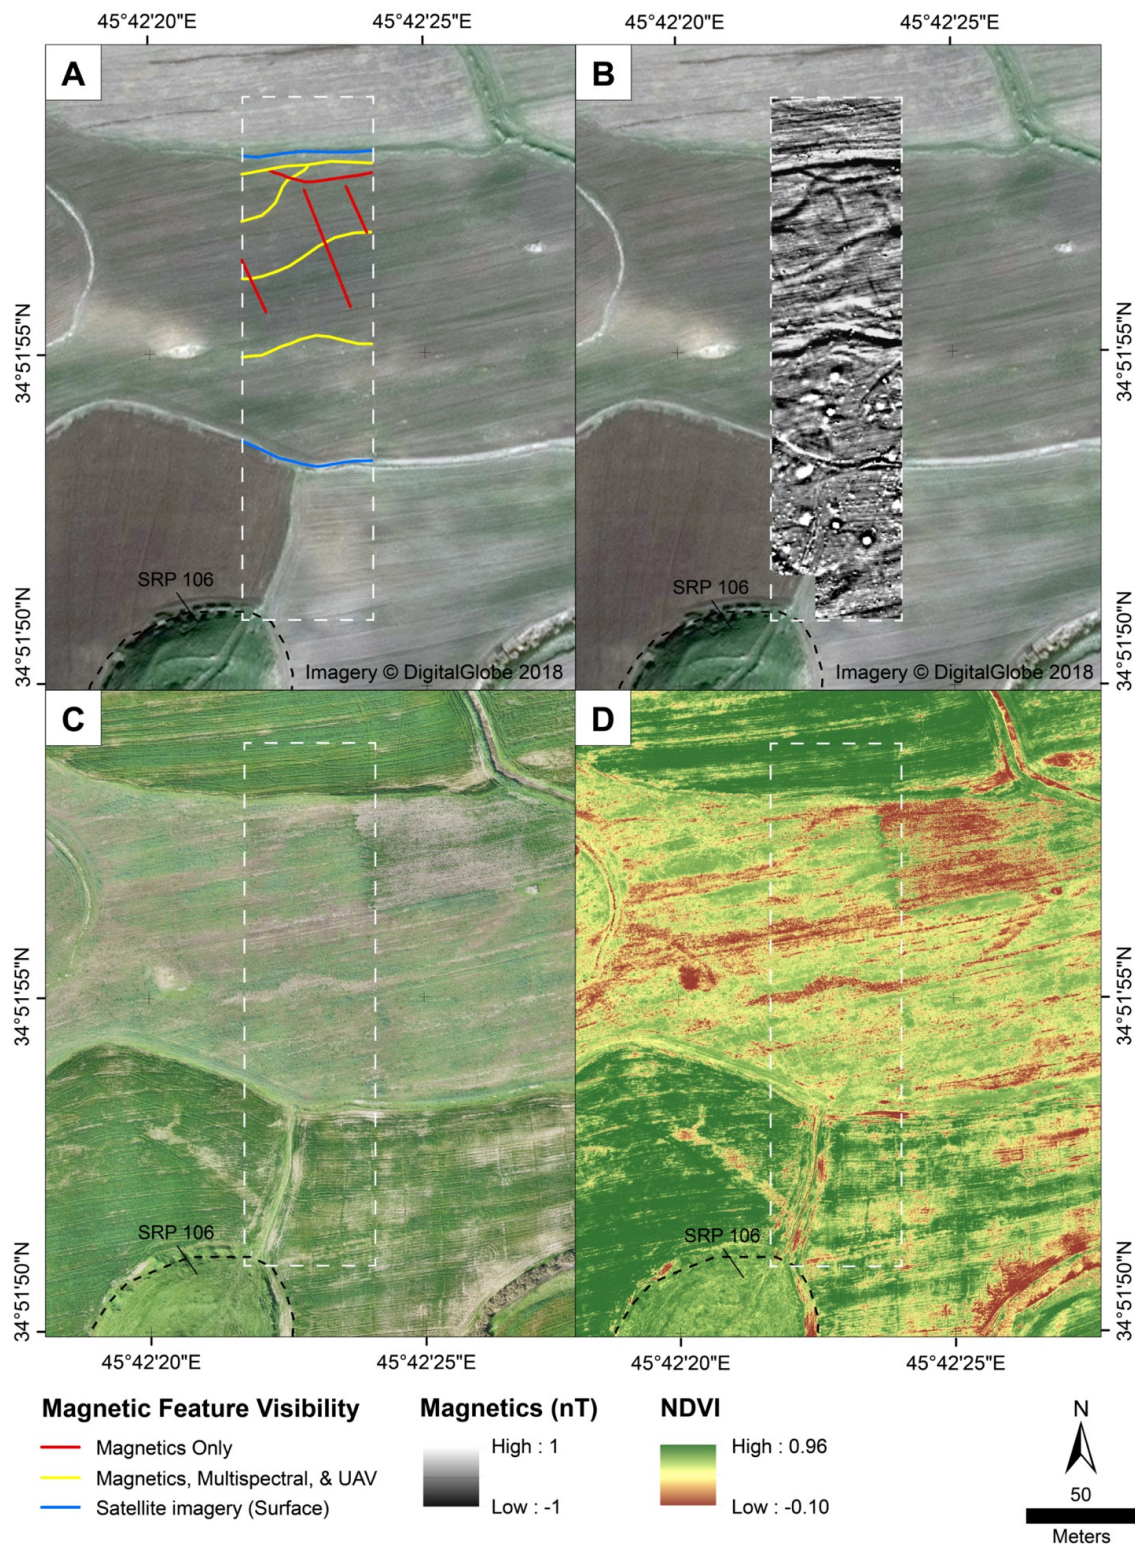 45°42'20"E
45°42'25"E
45°42'20"E
45°42'25"E
A
B
34°51'55"N
34°51'55"N
SRP 106
SRP 106
34°51'50"N
34°51'50"N
Imagery © DigitalGlobe 2018
Imagery © DigitalGlobe 2018
C
D
34°51'55"N
34°51'55"N
SRP 106
SRP 106
34°51'50"N
34°51'50"N
45°42'20"E
45°42'25"E
45°42'20"E
45°42'25"E
Magnetic Feature Visibility
Magnetics Only
Magnetics, Multispectral, & UAV
Satellite imagery (Surface)
Magnetics (nT)
High : 1
Low : -1
NDVI
High : 0.96
Low : -0.10
N
50
Meters